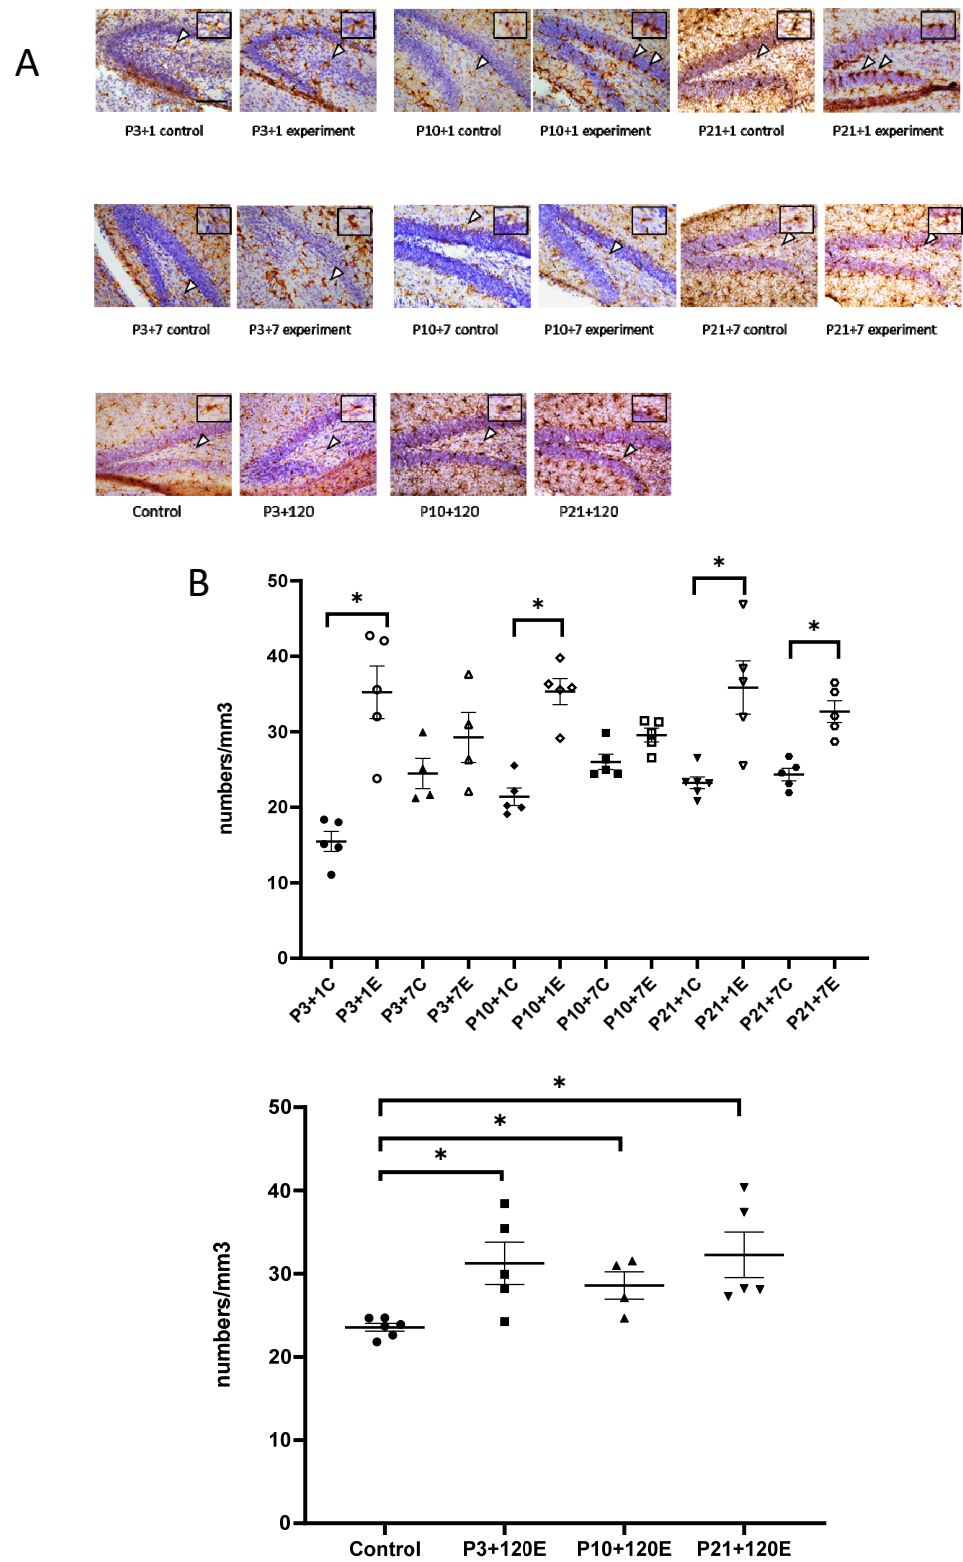 A
P3+1 control P3+1 experiment P10+1 control P10+1 experiment P21+1 control P21+1 experiment
P3+7 control P3+7 experiment P10+7 control P10+7 experiment P21+7 control P21+7 experiment
Control P3+120 P10+120 P21+120
B
50
40
30
20
10
0
numbers/mm3
* * * *
P3+1C P3+1E P3+7C P3+7E P10+1C P10+1E P10+7C P10+7E P21+1C P21+1E P21+7C P21+7E
50
40
30
20
10
0
numbers/mm3
*
*
*
Control P3+120E P10+120E P21+120E